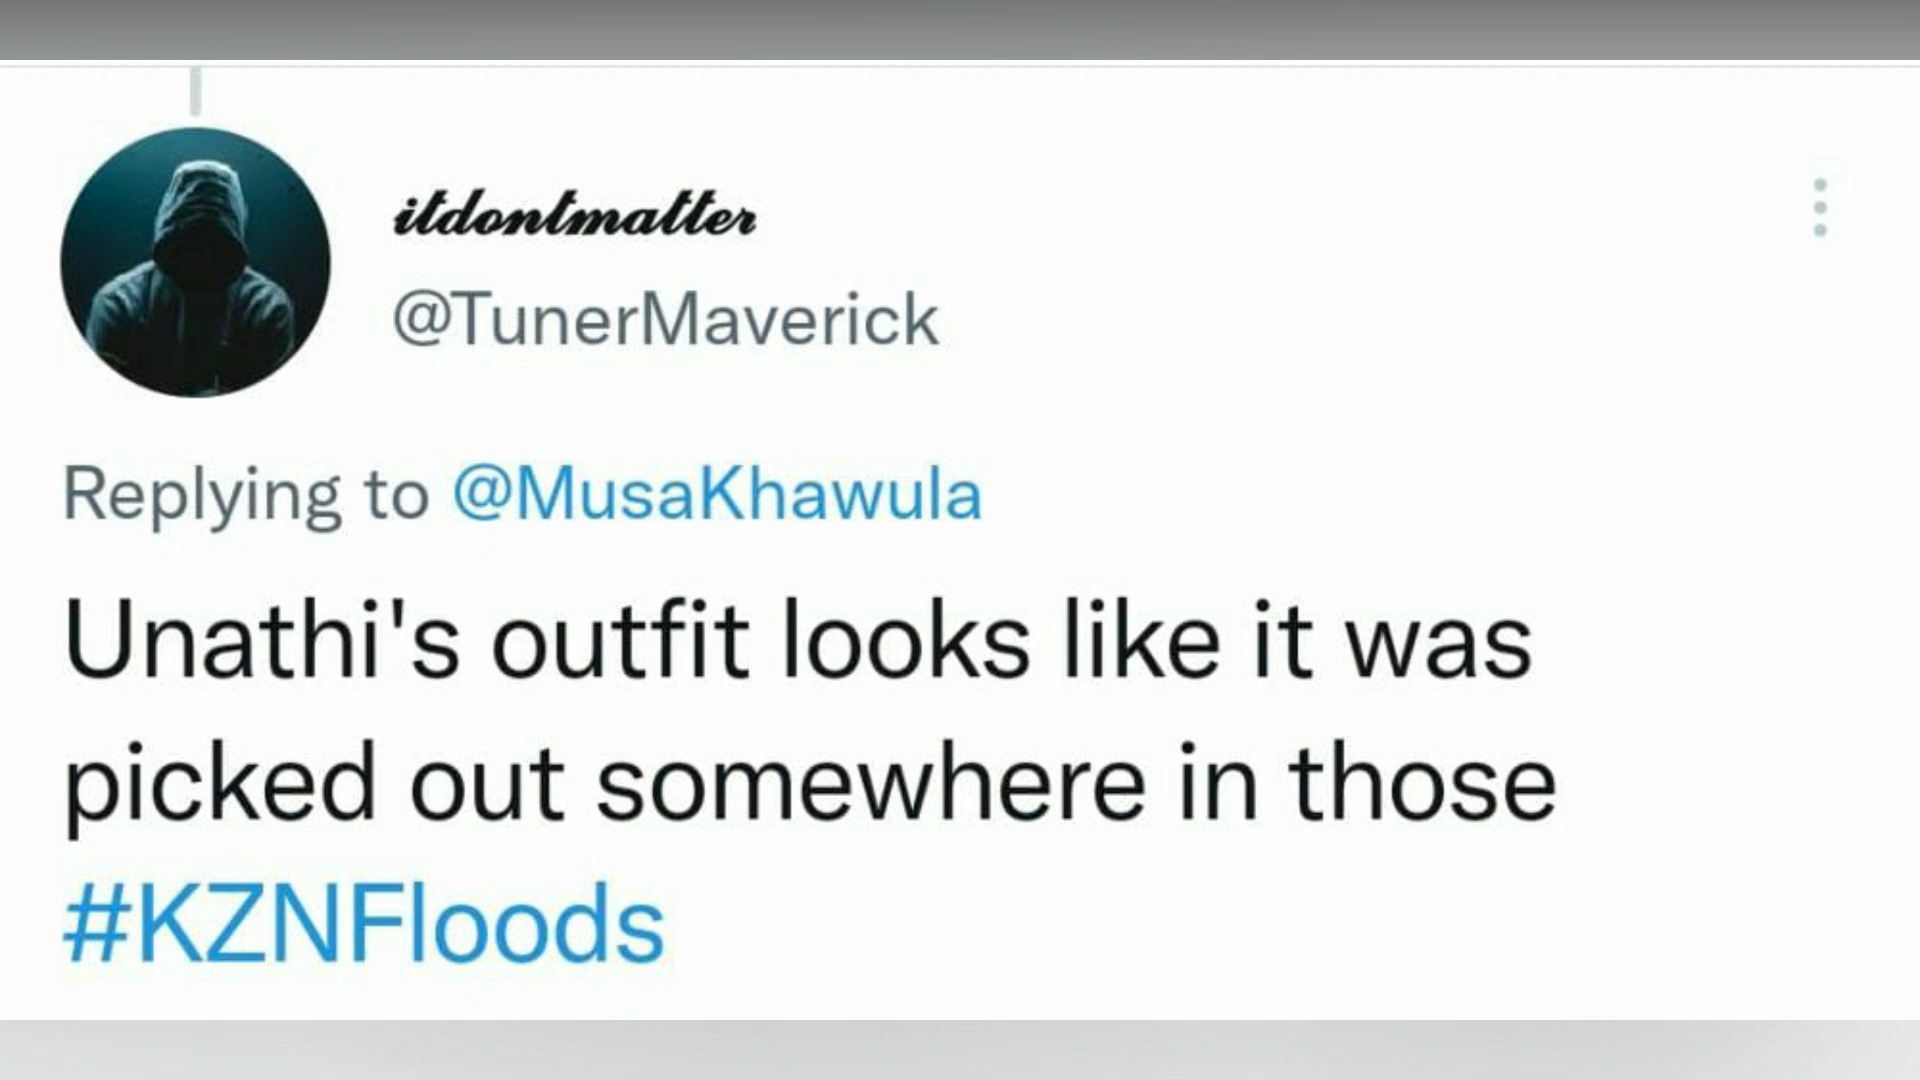 itdontmatter
@TunerMaverick
Replying to @MusaKhawula
Unathi's outfit looks like it was
picked out somewhere in those
#KZNFloods